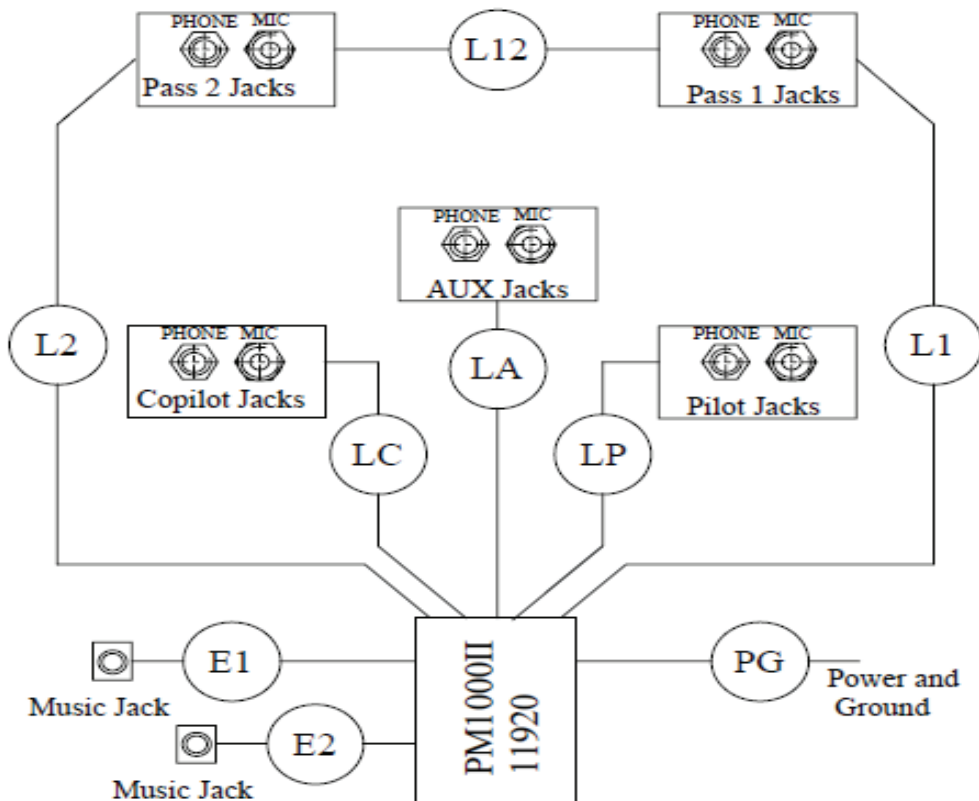 PHONE MIC
Pass 2 Jacks
L12
PHONE MIC
Pass 1 Jacks
PHONE MIC
AUX Jacks
L2
PHONE MIC
Copilot Jacks
LA
PHONE MIC
Pilot Jacks
L1
LC
LP
E1
Music Jack
E2
Music Jack
PM1000II
11920
PG
Power and
Ground